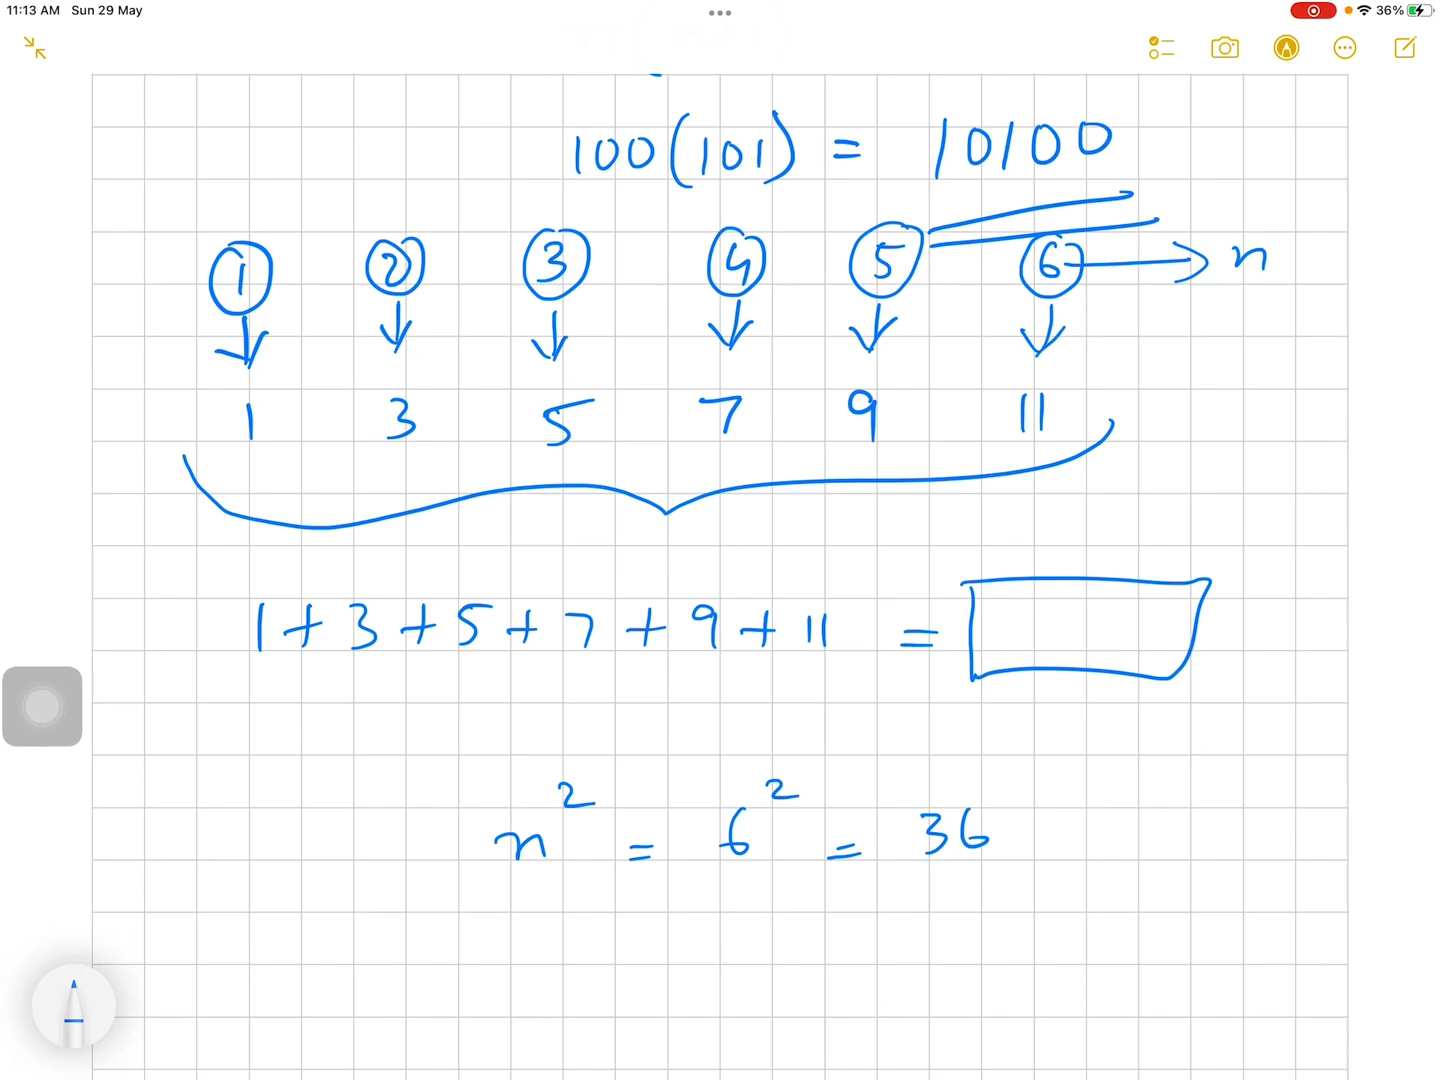 11:13 AM Sun 29 May 36%
100(101) = 10100
1 2 3 4 5 6 → n
↓ ↓ ↓ ↓ ↓ ↓
1 3 5 7 9 11
1+3+5+7+9+11 =
n² = 6² = 36